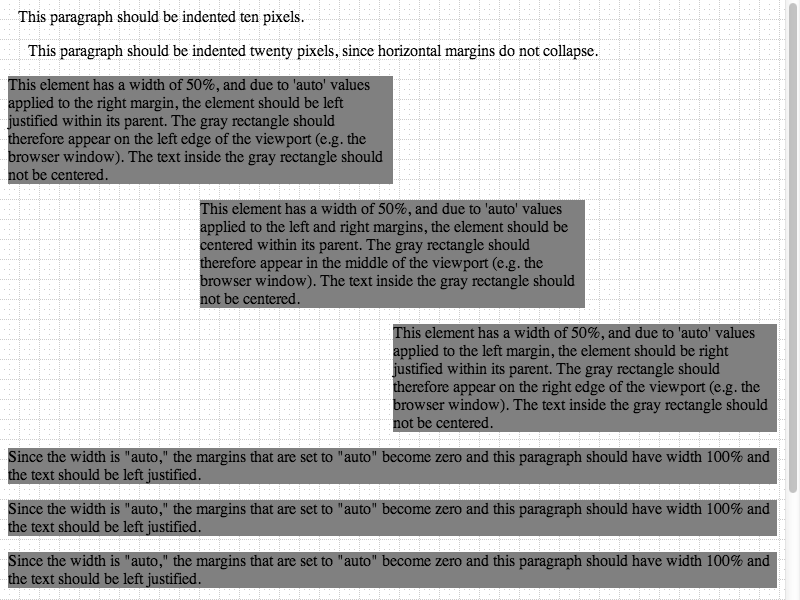 This paragraph should be indented ten pixels.
This paragraph should be indented twenty pixels, since horizontal margins do not collapse.
This element has a width of 50%, and due to 'auto' values
applied to the right margin, the element should be left
justified within its parent. The gray rectangle should
therefore appear on the left edge of the viewport (e.g. the
browser window). The text inside the gray rectangle should
not be centered.
This element has a width of 50%, and due to 'auto' values
applied to the left and right margins, the element should be
centered within its parent. The gray rectangle should
therefore appear in the middle of the viewport (e.g. the
browser window). The text inside the gray rectangle should
not be centered.
This element has a width of 50%, and due to 'auto' values
applied to the left margin, the element should be right
justified within its parent. The gray rectangle should
therefore appear on the right edge of the viewport (e.g. the
browser window). The text inside the gray rectangle should
not be centered.
Since the width is "auto," the margins that are set to "auto" become zero and this paragraph should have width 100% and
the text should be left justified.
Since the width is "auto," the margins that are set to "auto" become zero and this paragraph should have width 100% and
the text should be left justified.
Since the width is "auto," the margins that are set to "auto" become zero and this paragraph should have width 100% and
the text should be left justified.